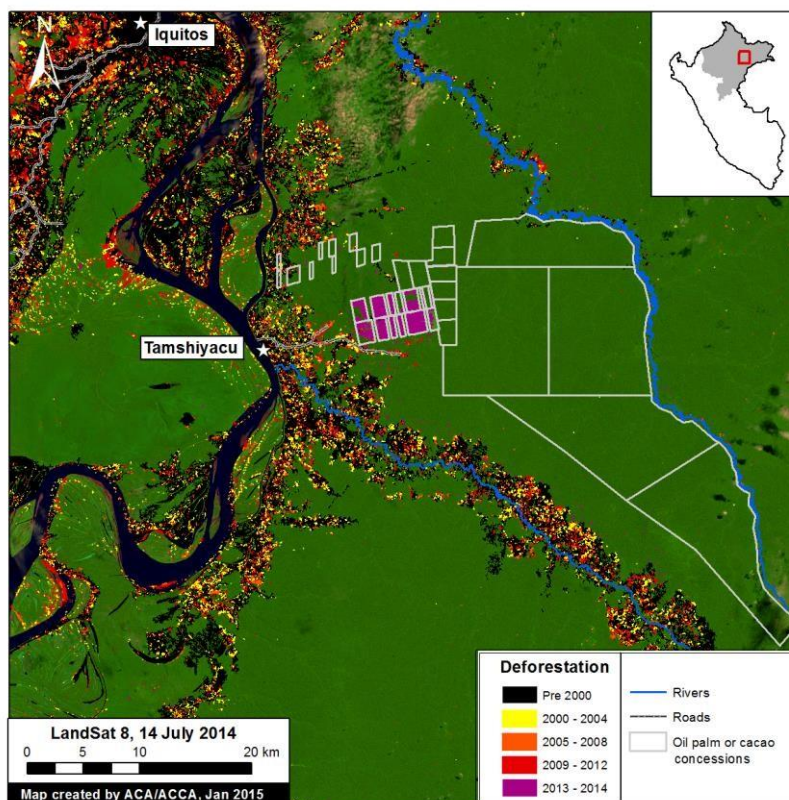 N
Iquitos
Tamshiyacu
Deforestation
Pre 2000
2000 - 2004
2005 - 2008
2009 - 2012
2013 - 2014
Rivers
Roads
Oil palm or cacao
concessions
LandSat 8, 14 July 2014
0 5 10 20 km
Map created by ACA/ACCA, Jan 2015